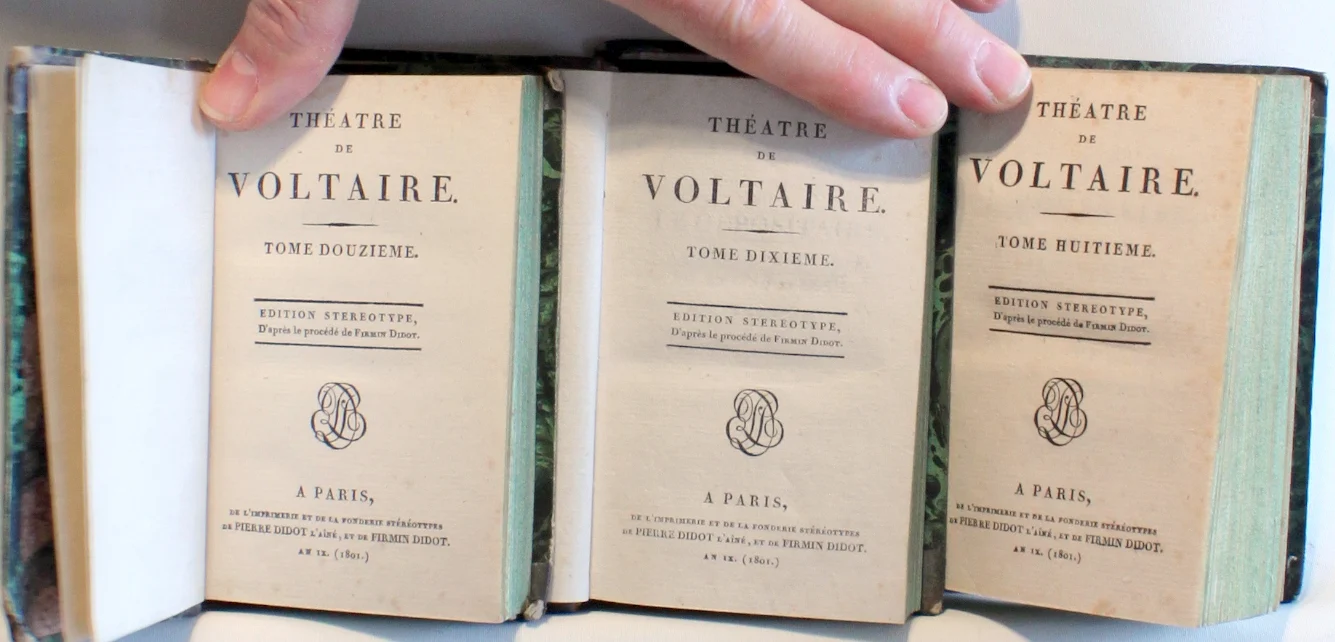 THÉATRE
DE
VOLTAIRE.
TOME DOUZIEME.
EDITION STEREOTYPE,
D'après le procédé de FIRMIN DIDOT.
A PARIS,
DE L'IMPRIMERIE ET DE LA FONDERIE STÉRÉOTYPES
DE PIERRE DIDOT L'AÎNÉ, ET DE FIRMIN DIDOT.
AN IX. (1801.)
THÉATRE
DE
VOLTAIRE.
TOME DIXIEME.
EDITION STEREOTYPE,
D'après le procédé de FIRMIN DIDOT.
A PARIS,
DE L'IMPRIMERIE ET DE LA FONDERIE STÉRÉOTYPES
DE PIERRE DIDOT L'AÎNÉ, ET DE FIRMIN DIDOT.
AN IX. (1801.)
THÉATRE
DE
VOLTAIRE.
TOME HUITIEME.
EDITION STEREOTYPE,
D'après le procédé de FIRMIN DIDOT.
A PARIS,
DE L'IMPRIMERIE ET DE LA FONDERIE STÉRÉOTYPES
DE PIERRE DIDOT L'AÎNÉ, ET DE FIRMIN DIDOT.
AN IX. (1801.)